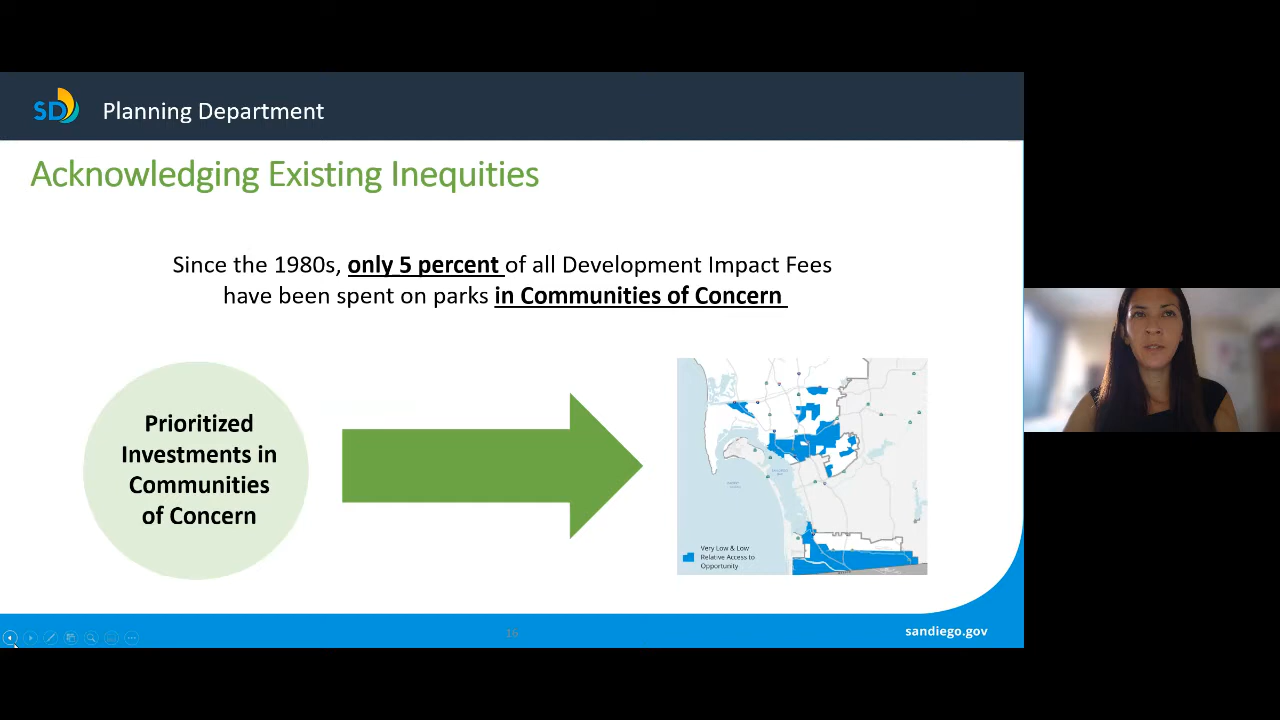 SD
Planning Department
Acknowledging Existing Inequities
Since the 1980s, only 5 percent of all Development Impact Fees
have been spent on parks in Communities of Concern
Prioritized
Investments in
Communities
of Concern
Very Low & Low
Relative Access to
Opportunity
16
sandiego.gov